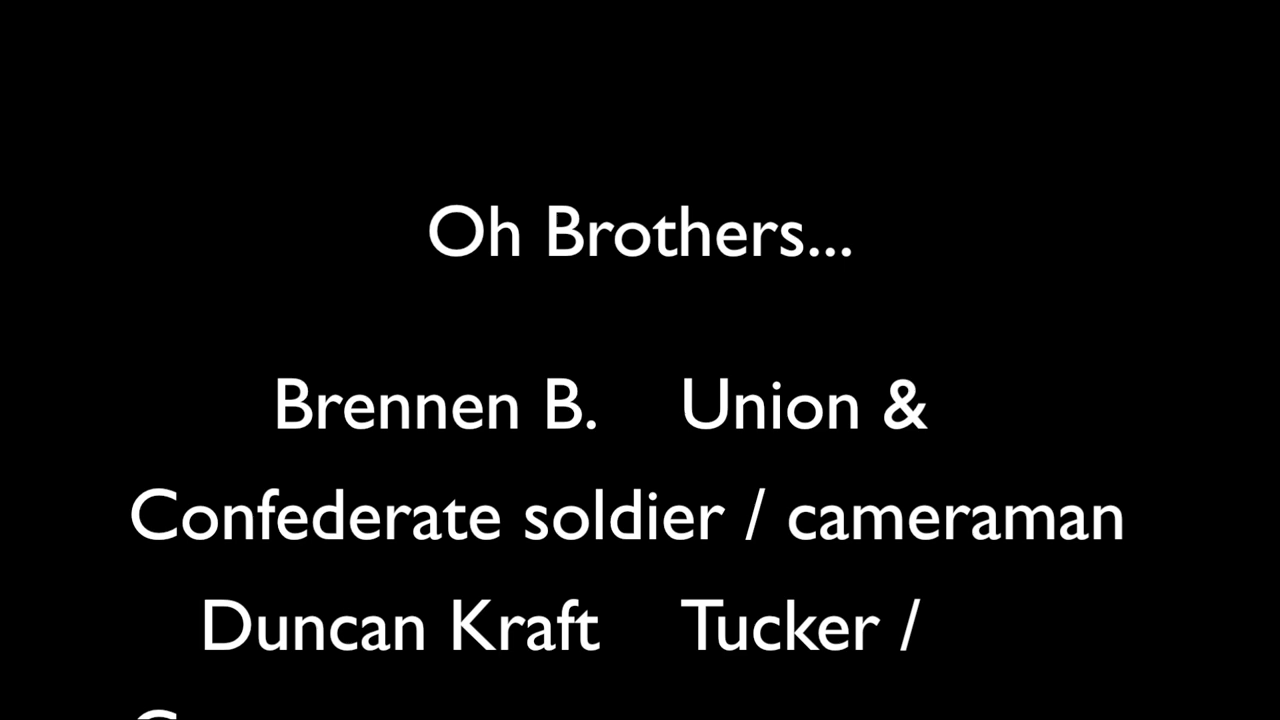 Oh Brothers...
Brennen B. Union &
Confederate soldier / cameraman
Duncan Kraft Tucker /